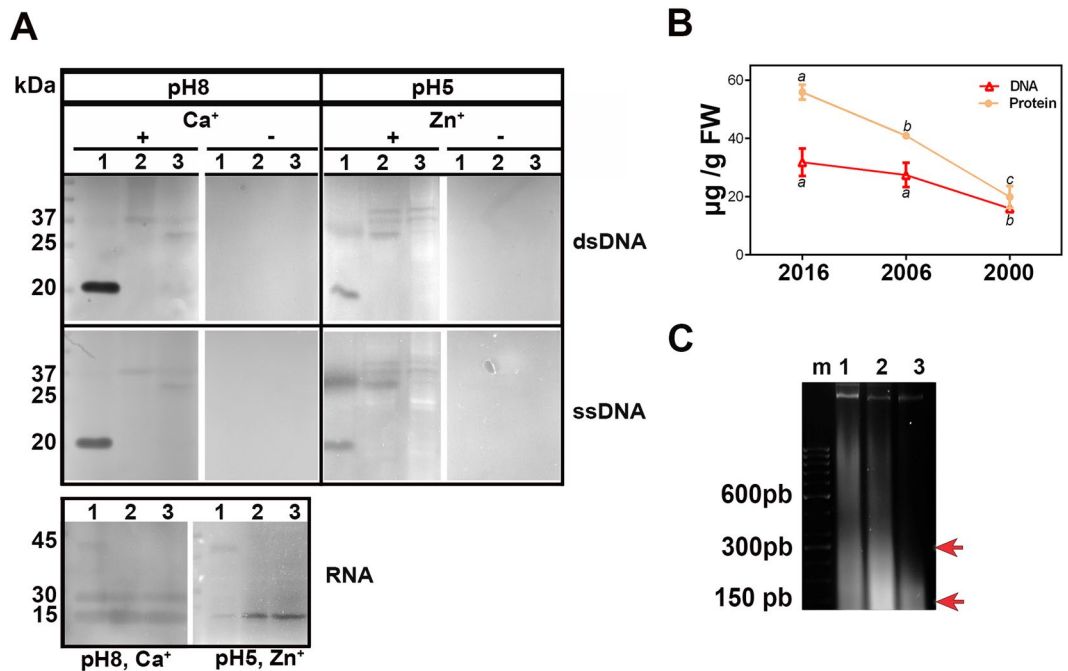 A
kDa
pH8 pH5
Ca⁺ Zn⁺
+ - + -
1 2 3 1 2 3 1 2 3 1 2 3
37
25
20
dsDNA
37
25
20
ssDNA
1 2 3 1 2 3
45
30
15
RNA
pH8, Ca⁺ pH5, Zn⁺
B
µg /g FW
60
40
20
0
a
b
c
a
a
b
DNA
Protein
2016 2006 2000
C
m 1 2 3
600pb
300pb
150 pb